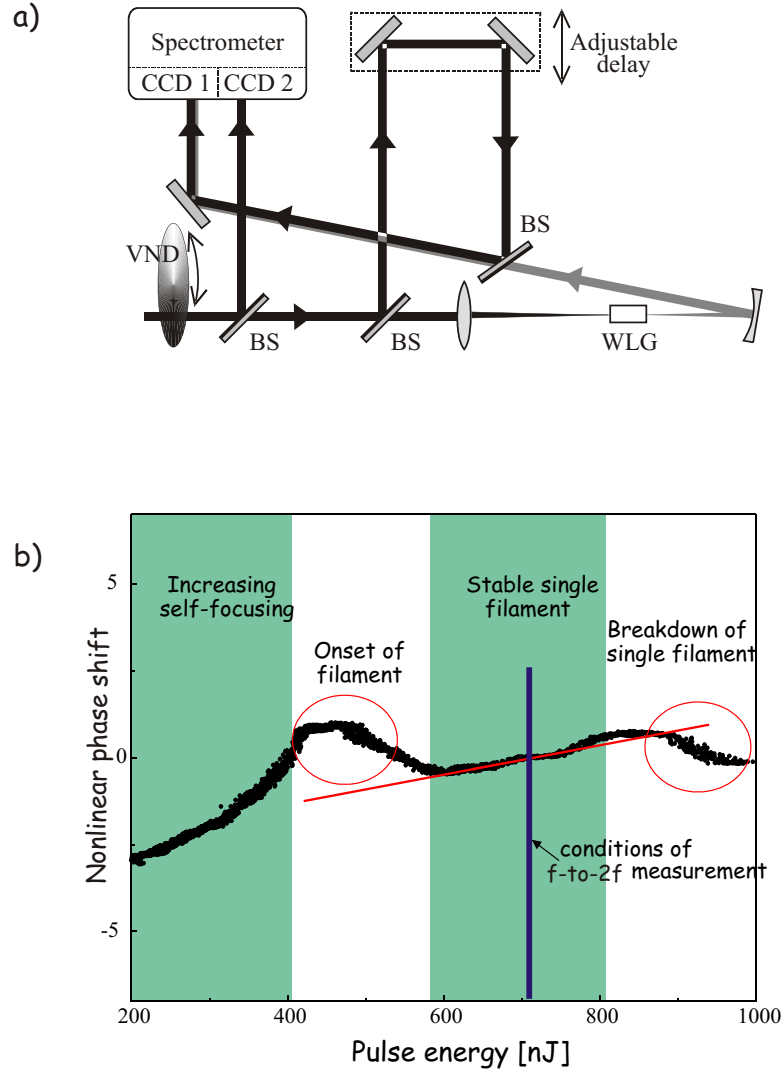 a)
Spectrometer
CCD 1
CCD 2
Adjustable
delay
BS
VND
BS
BS
WLG
b)
Nonlinear phase shift
5
0
-5
Increasing
self-focusing
Onset of
filament
Stable single
filament
Breakdown of
single filament
conditions of
f-to-2f measurement
200
400
600
800
1000
Pulse energy [nJ]